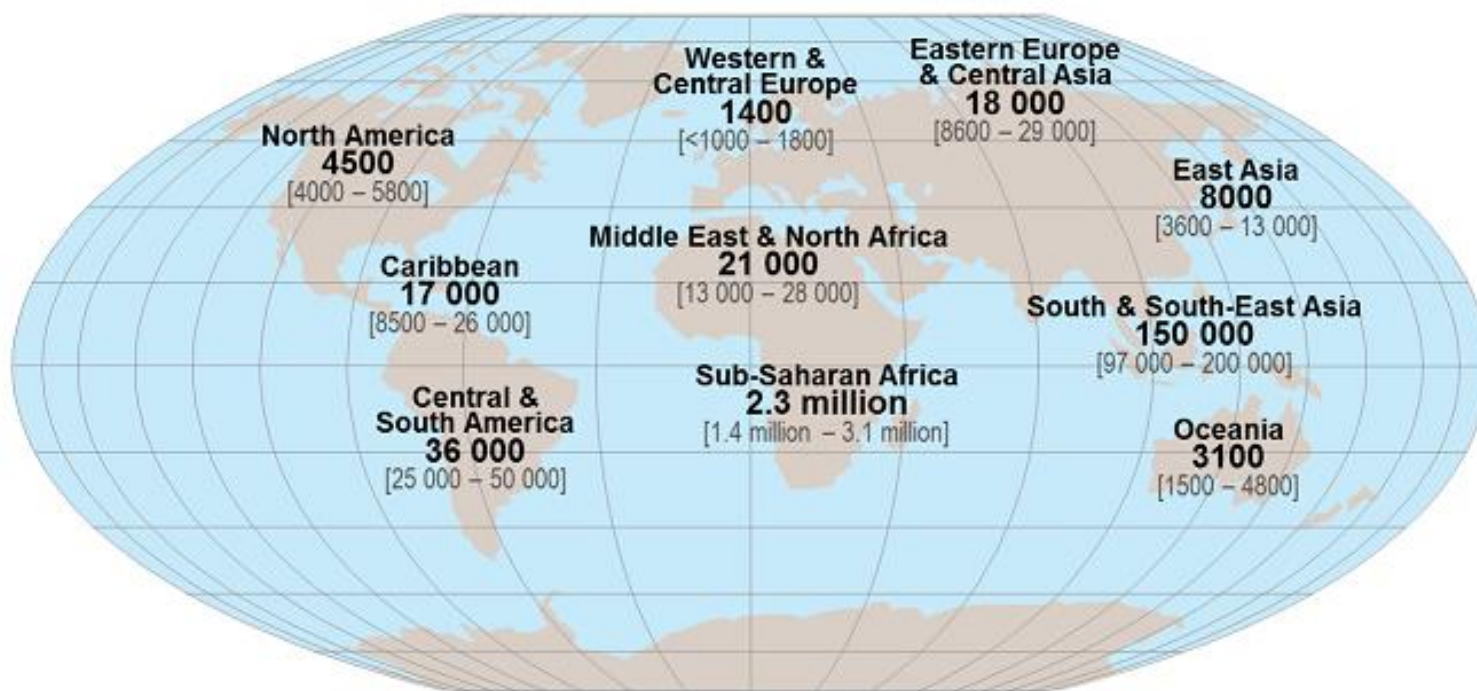 Western &
Central Europe
1400
[<1000 – 1800]
Eastern Europe
& Central Asia
18 000
[8600 – 29 000]
North America
4500
[4000 – 5800]
East Asia
8000
[3600 – 13 000]
Middle East & North Africa
21 000
[13 000 – 28 000]
Caribbean
17 000
[8500 – 26 000]
South & South-East Asia
150 000
[97 000 – 200 000]
Sub-Saharan Africa
2.3 million
[1.4 million – 3.1 million]
Central &
South America
36 000
[25 000 – 50 000]
Oceania
3100
[1500 – 4800]